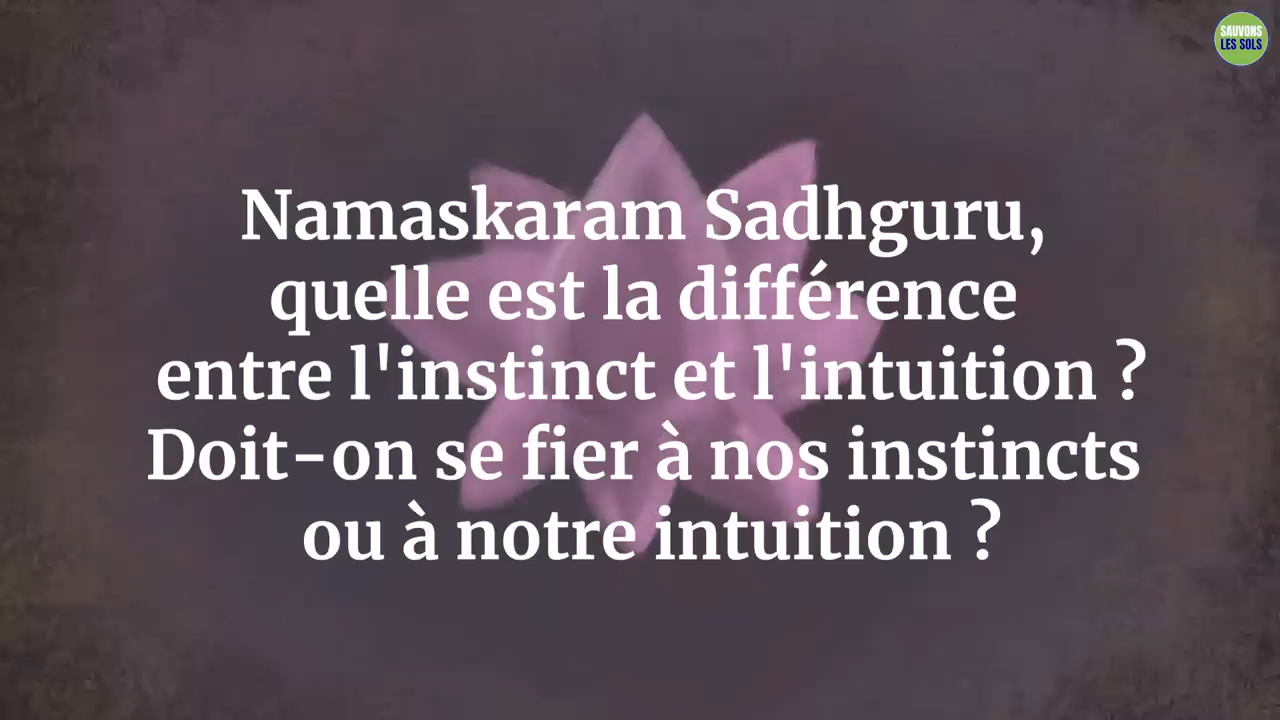 SAUVONS
LES SOLS
Namaskaram Sadhguru,
quelle est la différence
entre l'instinct et l'intuition ?
Doit-on se fier à nos instincts
ou à notre intuition ?